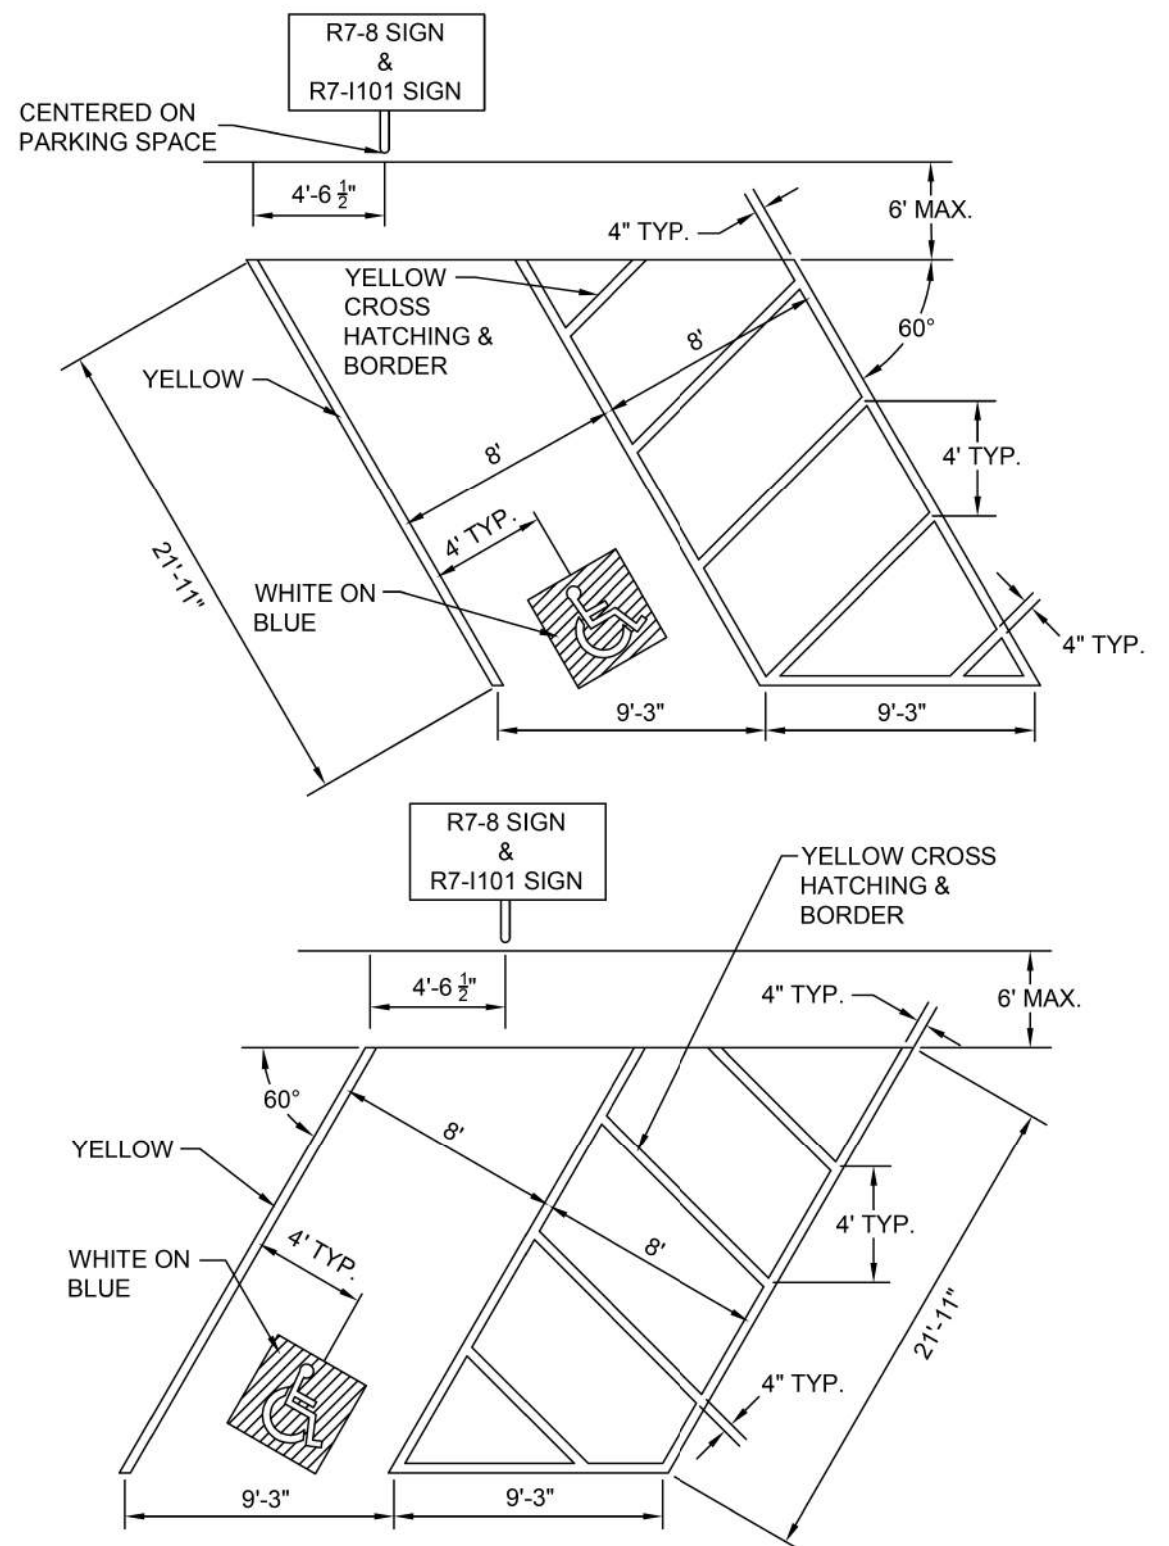 R7-8 SIGN
&
R7-I101 SIGN
CENTERED ON
PARKING SPACE
4'-6 1/2"
6' MAX.
4" TYP.
YELLOW
CROSS
HATCHING &
BORDER
60°
8'
YELLOW
8'
4' TYP.
4' TYP.
21'-11"
WHITE ON
BLUE
4" TYP.
9'-3"
9'-3"
R7-8 SIGN
&
R7-I101 SIGN
YELLOW CROSS
HATCHING &
BORDER
4'-6 1/2"
4" TYP.
6' MAX.
60°
8'
YELLOW
4' TYP.
8'
4' TYP.
WHITE ON
BLUE
21'-11"
4" TYP.
9'-3"
9'-3"